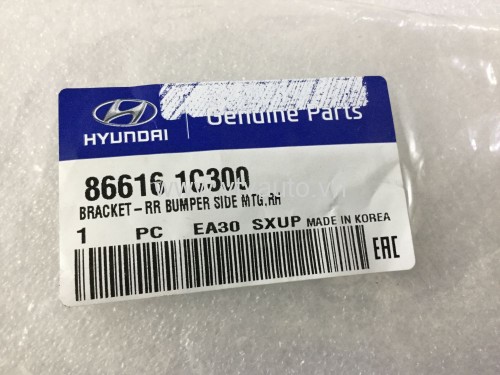 Genuine Parts
HYUNDAI
86616 1C300
BRACKET-RR BUMPER SIDE MTG,RH
1 PC EA30 SXUP MADE IN KOREA
EAC